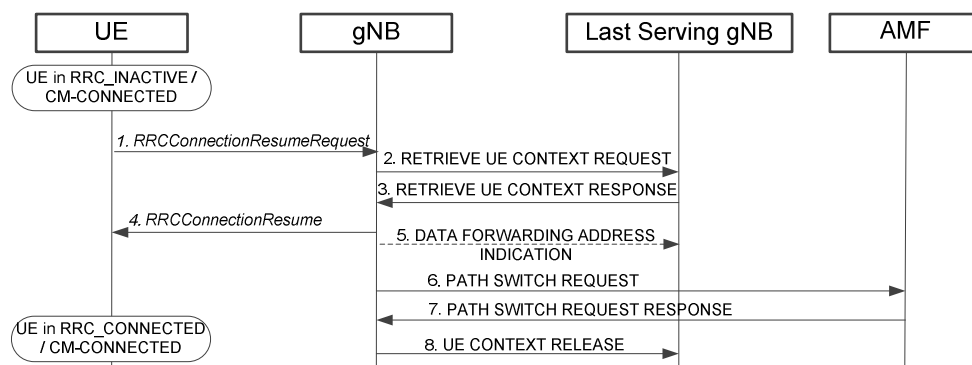 UE
gNB
Last Serving gNB
AMF
UE in RRC_INACTIVE /
CM-CONNECTED
1. RRCConnectionResumeRequest
2. RETRIEVE UE CONTEXT REQUEST
3. RETRIEVE UE CONTEXT RESPONSE
4. RRCConnectionResume
5. DATA FORWARDING ADDRESS
INDICATION
6. PATH SWITCH REQUEST
7. PATH SWITCH REQUEST RESPONSE
UE in RRC_CONNECTED
/ CM-CONNECTED
8. UE CONTEXT RELEASE